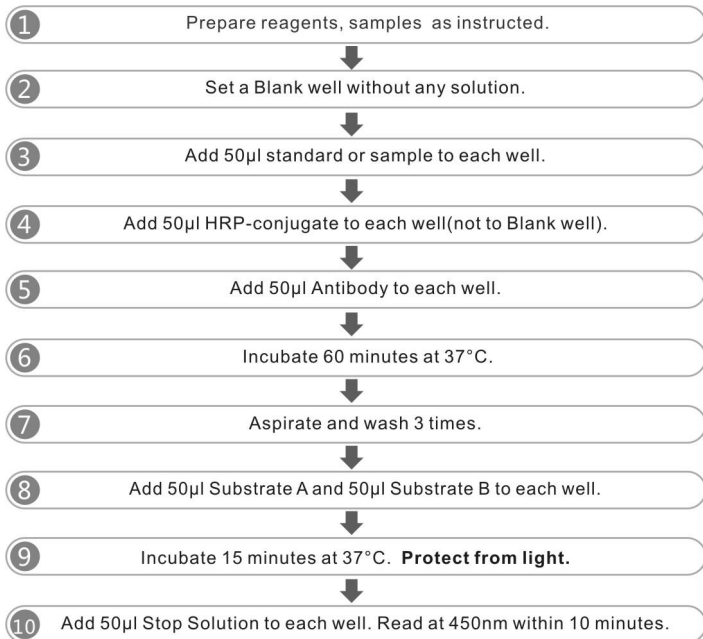 1 Prepare reagents, samples as instructed.
2 Set a Blank well without any solution.
3 Add 50μl standard or sample to each well.
4 Add 50μl HRP-conjugate to each well(not to Blank well).
5 Add 50μl Antibody to each well.
6 Incubate 60 minutes at 37°C.
7 Aspirate and wash 3 times.
8 Add 50μl Substrate A and 50μl Substrate B to each well.
9 Incubate 15 minutes at 37°C. Protect from light.
10 Add 50μl Stop Solution to each well. Read at 450nm within 10 minutes.